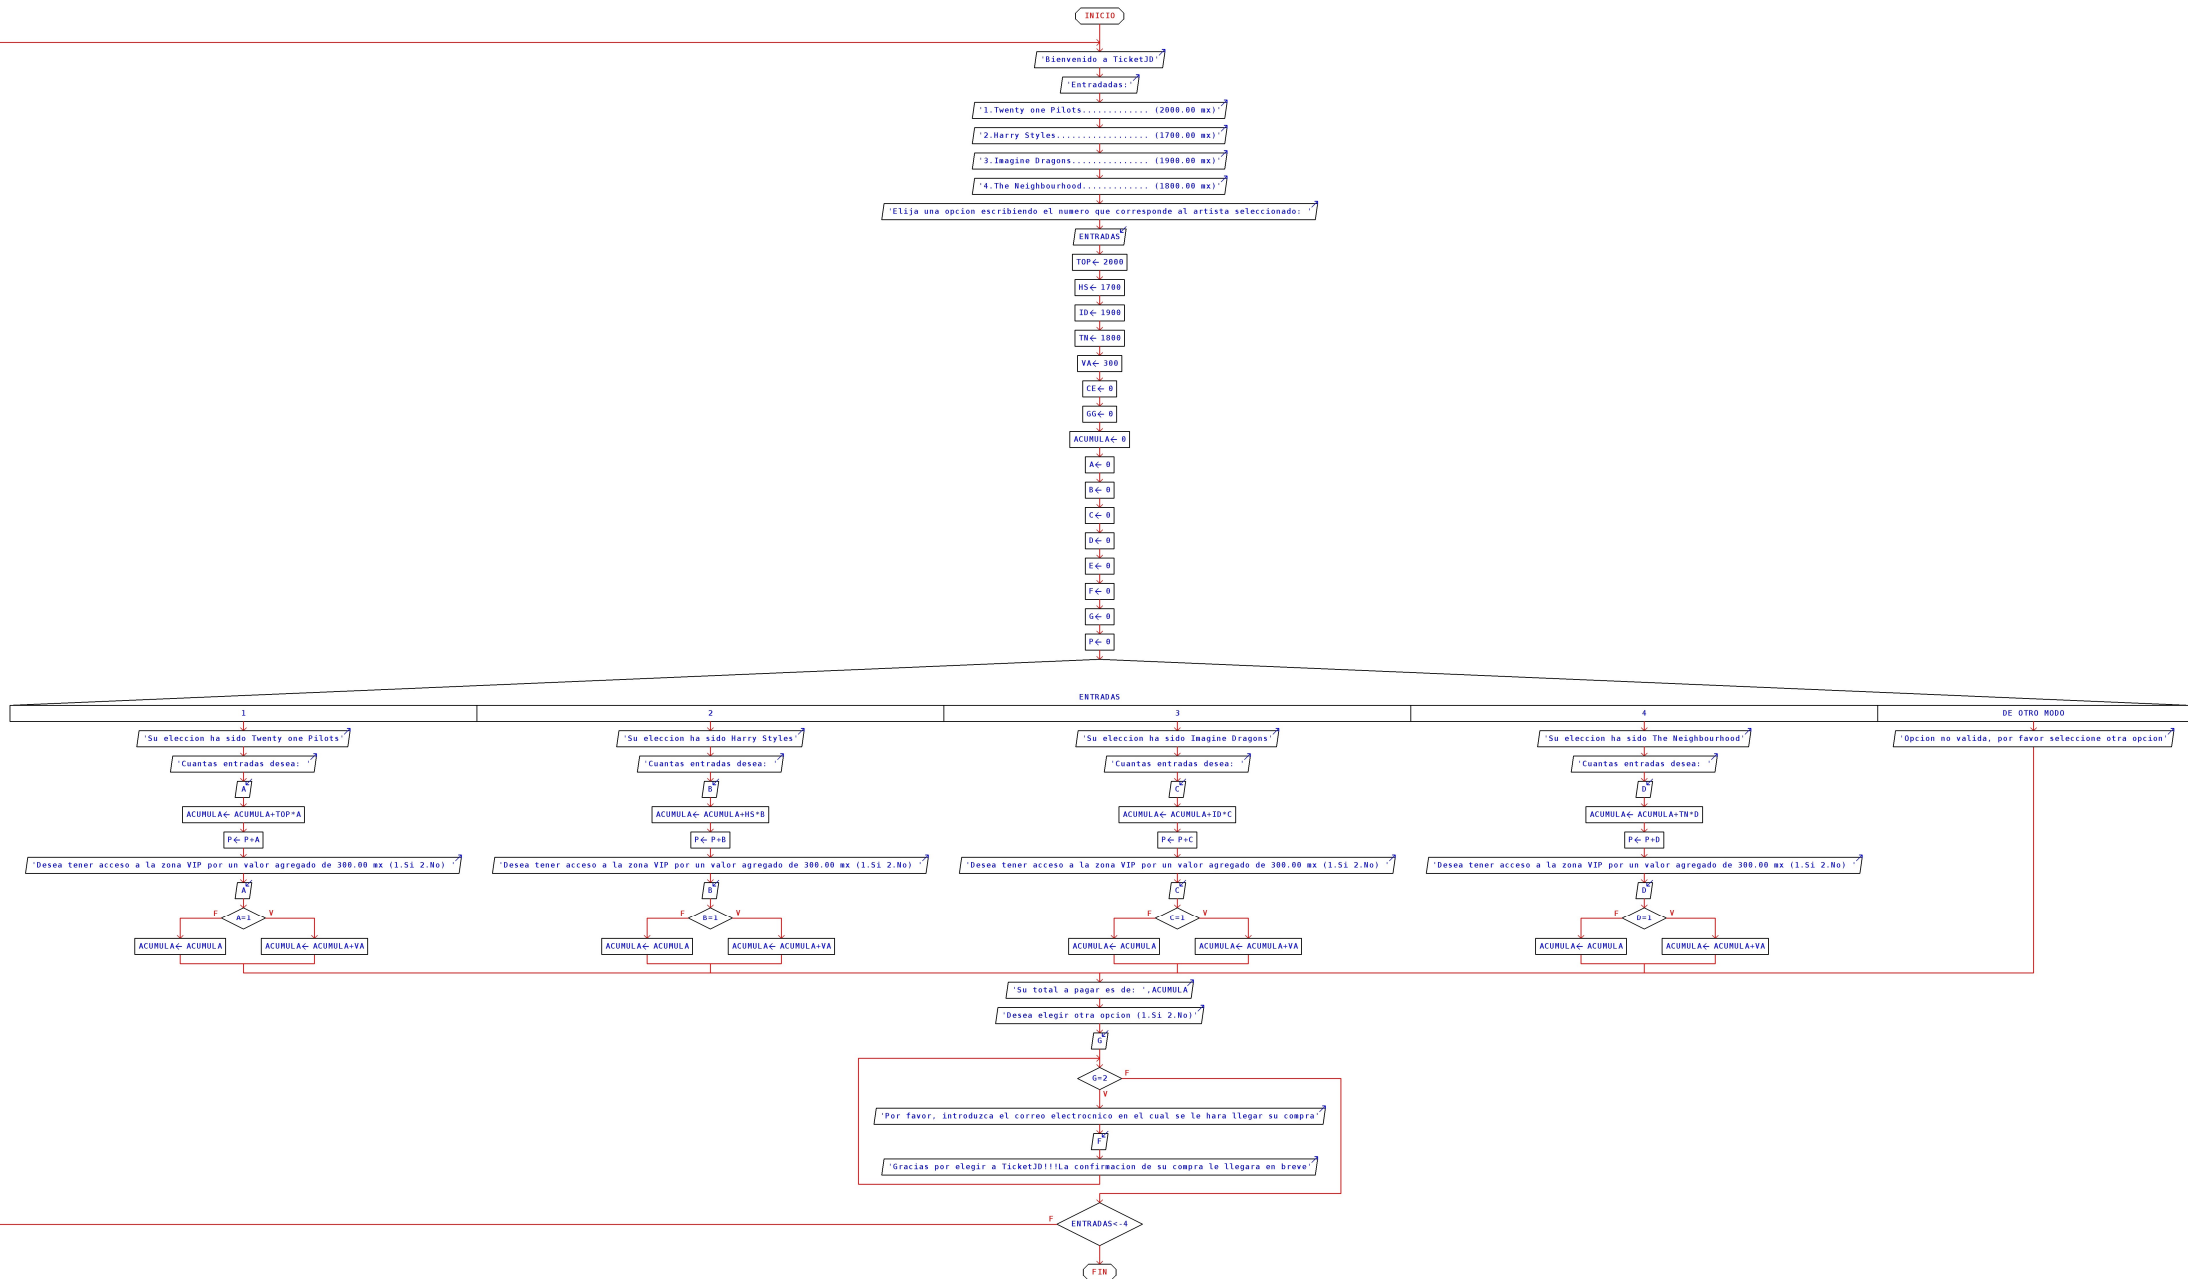 INICIO
'Bienvenido a TicketJD'
'Entradadas:'
'1.Twenty one Pilots............. (2000.00 mx)'
'2.Harry Styles.................. (1700.00 mx)'
'3.Imagine Dragons............... (1900.00 mx)'
'4.The Neighbourhood............. (1800.00 mx)'
'Elija una opcion escribiendo el numero que corresponde al artista seleccionado: '
ENTRADAS
TOP← 2000
HS← 1700
ID← 1900
TN← 1800
VA← 300
CE← 0
GG← 0
ACUMULA← 0
A← 0
B← 0
C← 0
D← 0
E← 0
F← 0
G← 0
P← 0
ENTRADAS
1 2 3 4 DE OTRO MODO
'Su eleccion ha sido Twenty one Pilots' 'Su eleccion ha sido Harry Styles' 'Su eleccion ha sido Imagine Dragons' 'Su eleccion ha sido The Neighbourhood' 'Opcion no valida, por favor seleccione otra opcion'
'Cuantas entradas desea: ' 'Cuantas entradas desea: ' 'Cuantas entradas desea: ' 'Cuantas entradas desea: '
A B C D
ACUMULA← ACUMULA+TOP*A ACUMULA← ACUMULA+HS*B ACUMULA← ACUMULA+ID*C ACUMULA← ACUMULA+TN*D
P← P+A P← P+B P← P+C P← P+D
'Desea tener acceso a la zona VIP por un valor agregado de 300.00 mx (1.Si 2.No) ' 'Desea tener acceso a la zona VIP por un valor agregado de 300.00 mx (1.Si 2.No) ' 'Desea tener acceso a la zona VIP por un valor agregado de 300.00 mx (1.Si 2.No) ' 'Desea tener acceso a la zona VIP por un valor agregado de 300.00 mx (1.Si 2.No) '
A B C D
F A=1 V F B=1 V F C=1 V F D=1 V
ACUMULA← ACUMULA ACUMULA← ACUMULA+VA ACUMULA← ACUMULA ACUMULA← ACUMULA+VA ACUMULA← ACUMULA ACUMULA← ACUMULA+VA ACUMULA← ACUMULA ACUMULA← ACUMULA+VA
'Su total a pagar es de: ',ACUMULA
'Desea elegir otra opcion (1.Si 2.No)'
G
G=2 F
V
'Por favor, introduzca el correo electrocnico en el cual se le hara llegar su compra'
F
'Gracias por elegir a TicketJD!!!La confirmacion de su compra le llegara en breve'
F ENTRADAS<-4
FIN